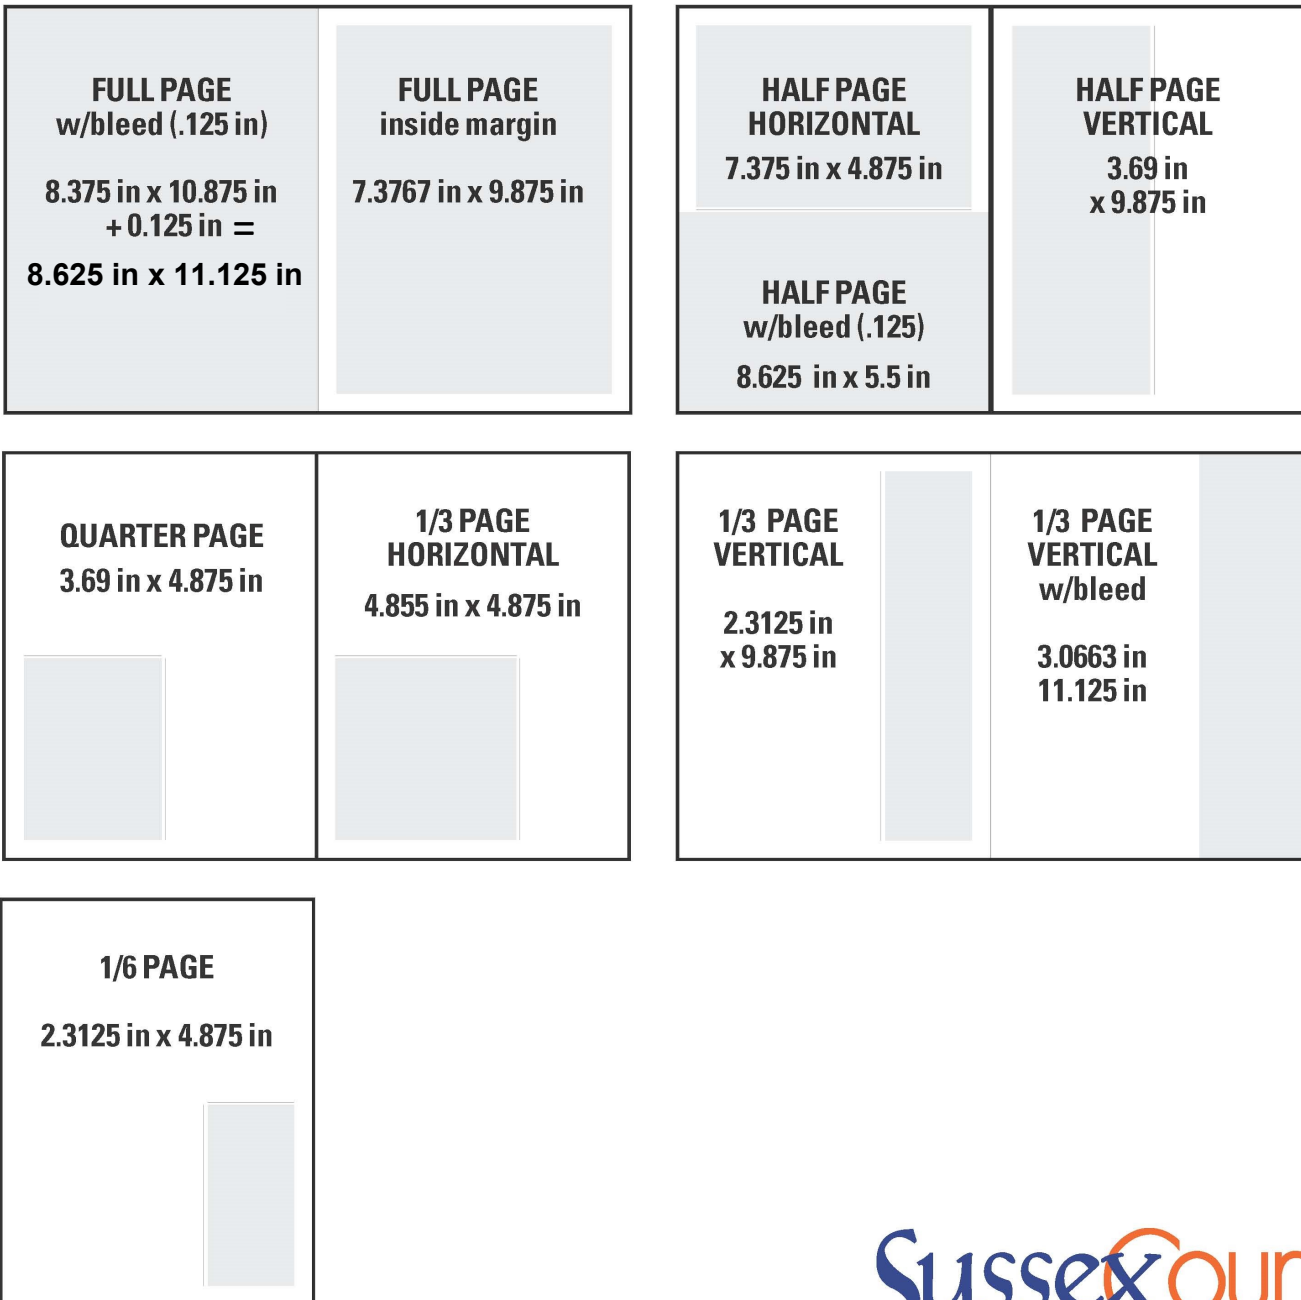 FULL PAGE
w/bleed (.125 in)
8.375 in x 10.875 in
+ 0.125 in =
8.625 in x 11.125 in
FULL PAGE
inside margin
7.3767 in x 9.875 in
HALF PAGE
HORIZONTAL
7.375 in x 4.875 in
HALF PAGE
w/bleed (.125)
8.625 in x 5.5 in
HALF PAGE
VERTICAL
3.69 in
x 9.875 in
QUARTER PAGE
3.69 in x 4.875 in
1/3 PAGE
HORIZONTAL
4.855 in x 4.875 in
1/3 PAGE
VERTICAL
2.3125 in
x 9.875 in
1/3 PAGE
VERTICAL
w/bleed
3.0663 in
11.125 in
1/6 PAGE
2.3125 in x 4.875 in
Sussex